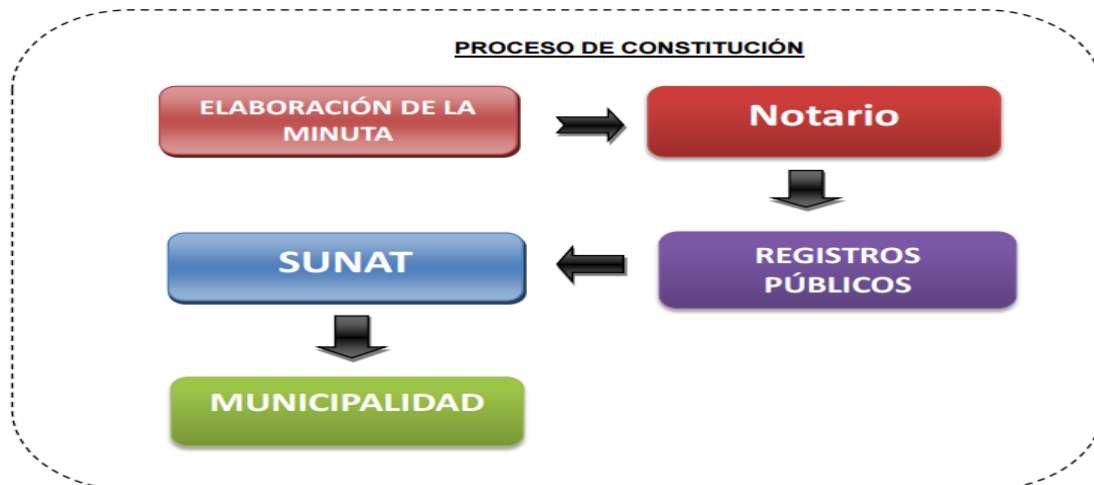 PROCESO DE CONSTITUCIÓN
ELABORACIÓN DE LA
MINUTA
Notario
REGISTROS
PÚBLICOS
SUNAT
MUNICIPALIDAD